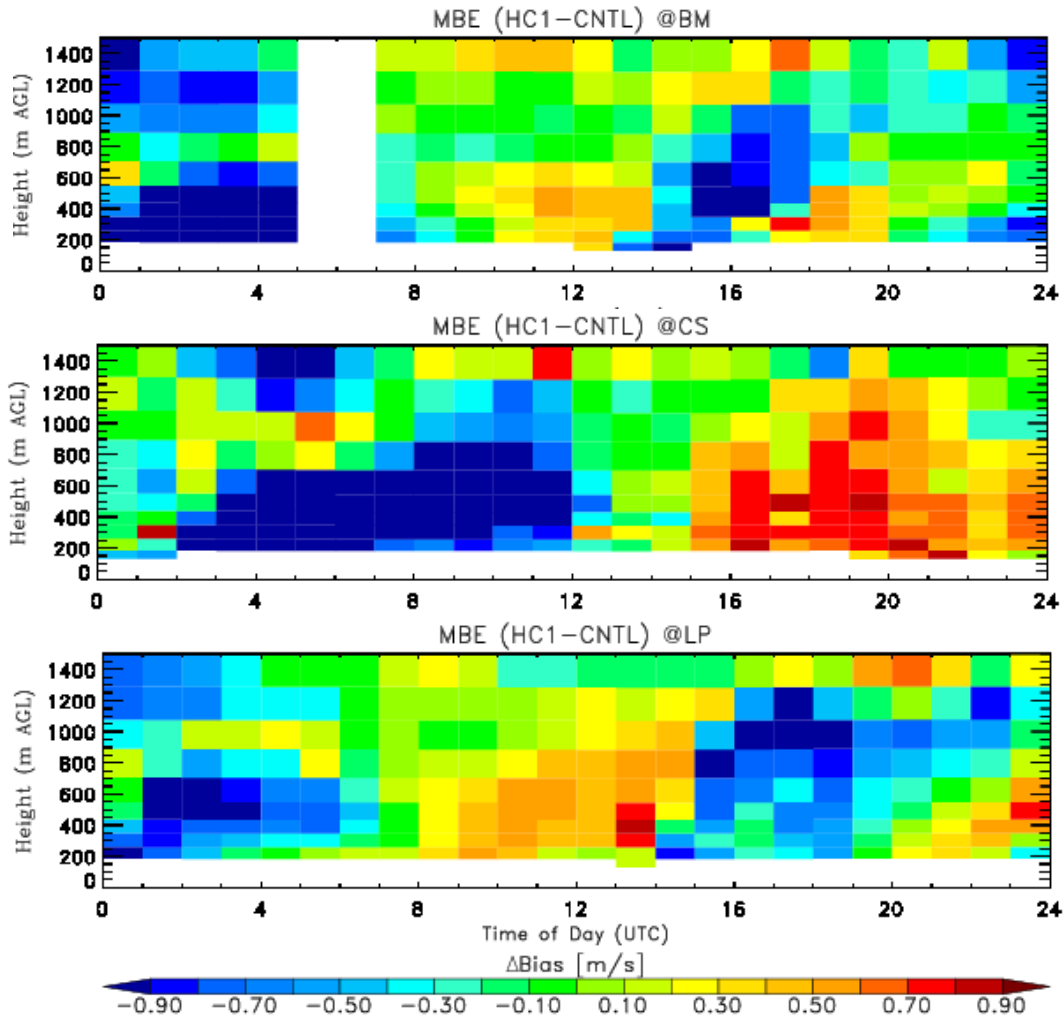 MBE (HC1-CNTL) @BM
Height (m AGL)
1400
1200
1000
800
600
400
200
0
0 4 8 12 16 20 24
MBE (HC1-CNTL) @CS
Height (m AGL)
1400
1200
1000
800
600
400
200
0
0 4 8 12 16 20 24
MBE (HC1-CNTL) @LP
Height (m AGL)
1400
1200
1000
800
600
400
200
0
0 4 8 12 16 20 24
Time of Day (UTC)
ΔBias [m/s]
-0.90 -0.70 -0.50 -0.30 -0.10 0.10 0.30 0.50 0.70 0.90